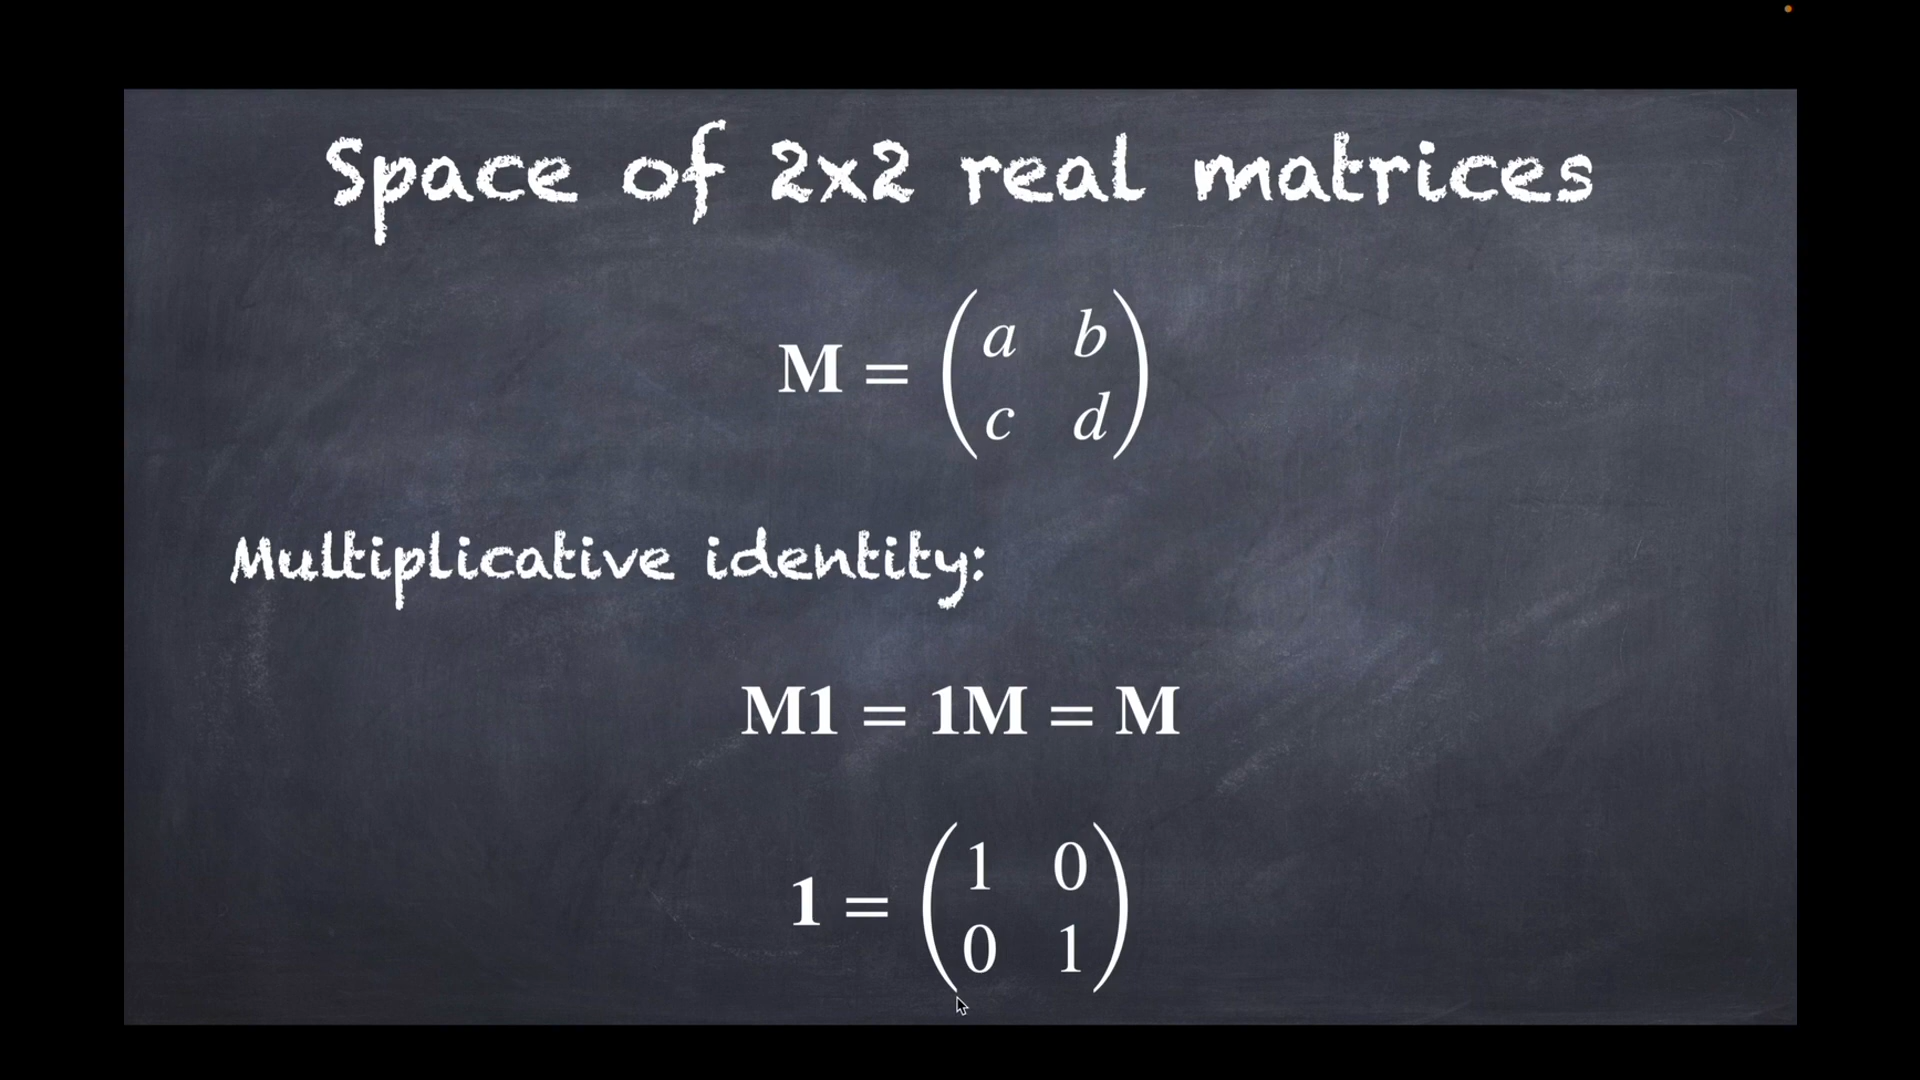 Space of 2x2 real matrices
M = ( a b
c d )
Multiplicative identity:
M1 = 1M = M
1 = ( 1 0
0 1 )